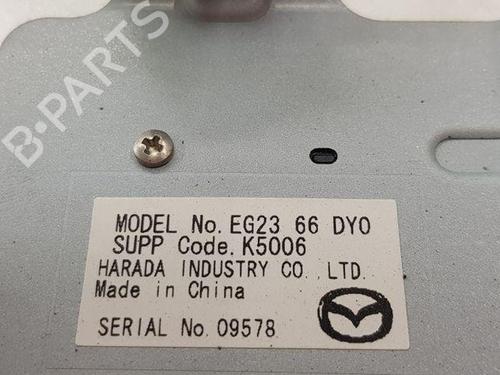 B-PARTS
MODEL No. EG23 66 DY0
SUPP Code. K5006
HARADA INDUSTRY CO., LTD.
Made in China
SERIAL No. 09578